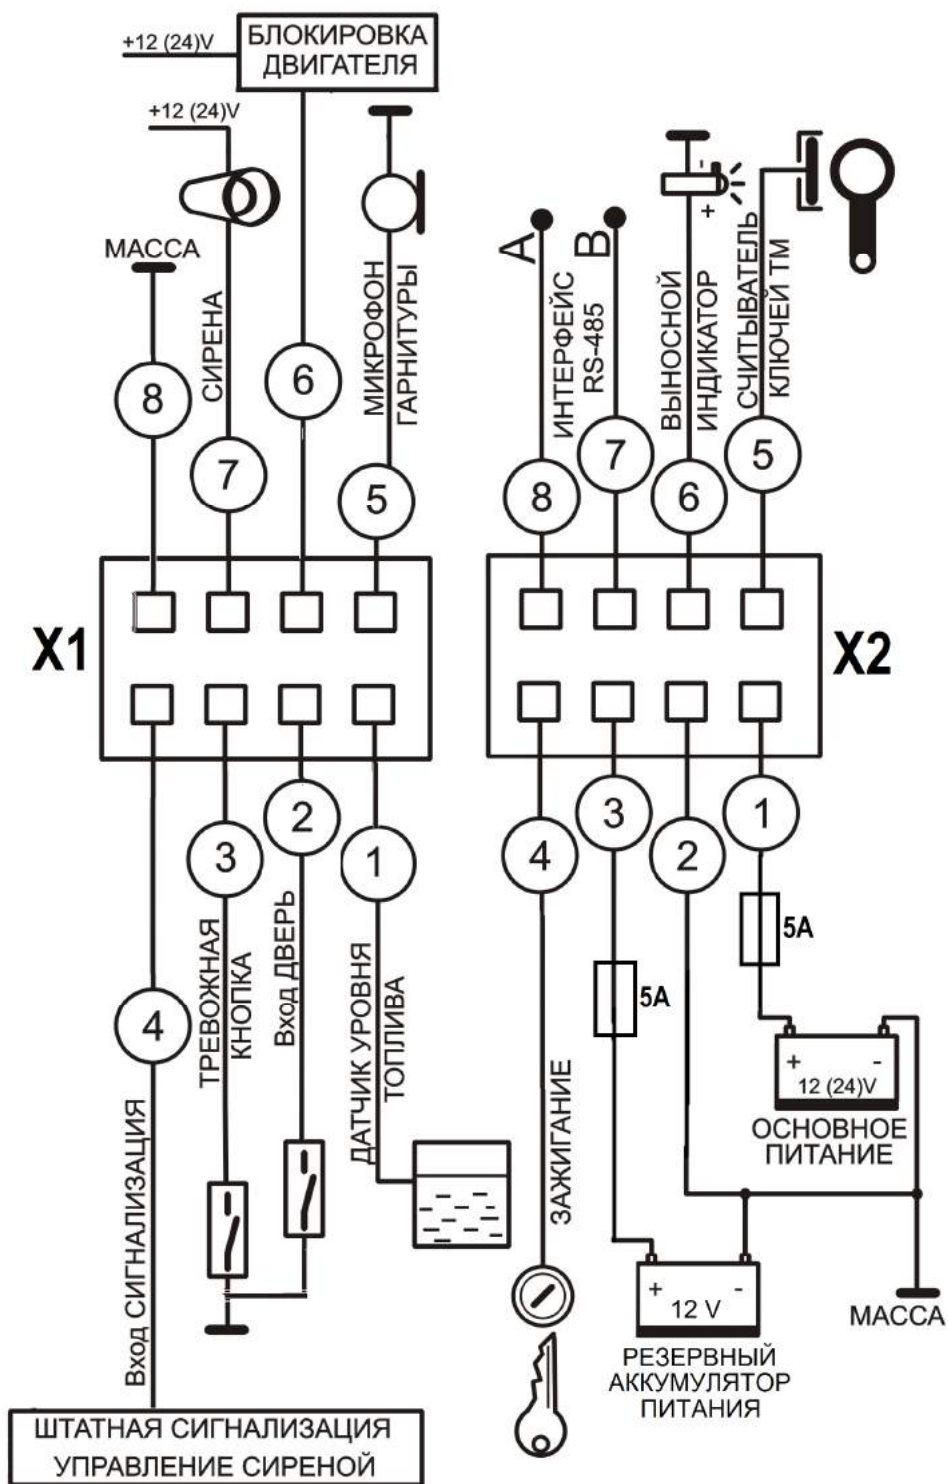 +12 (24)V
БЛОКИРОВКА
ДВИГАТЕЛЯ
+12 (24)V
МАССА
СИРЕНА
МИКРОФОН
ГАРНИТУРЫ
8
7
6
5
A
ИНТЕРФЕЙС
B
RS-485
-
+
ВЫНОСНОЙ
ИНДИКАТОР
СЧИТЫВАТЕЛЬ
КЛЮЧЕЙ ТМ
8
7
6
5
X1
X2
4
3
2
1
Вход СИГНАЛИЗАЦИЯ
ТРЕВОЖНАЯ
КНОПКА
Вход ДВЕРЬ
ДАТЧИК УРОВНЯ
ТОПЛИВА
4
3
2
1
5A
5A
ЗАЖИГАНИЕ
+ -
12 (24)V
ОСНОВНОЕ
ПИТАНИЕ
+ -
12 V
РЕЗЕРВНЫЙ
АККУМУЛЯТОР
ПИТАНИЯ
МАССА
ШТАТНАЯ СИГНАЛИЗАЦИЯ
УПРАВЛЕНИЕ СИРЕНОЙ